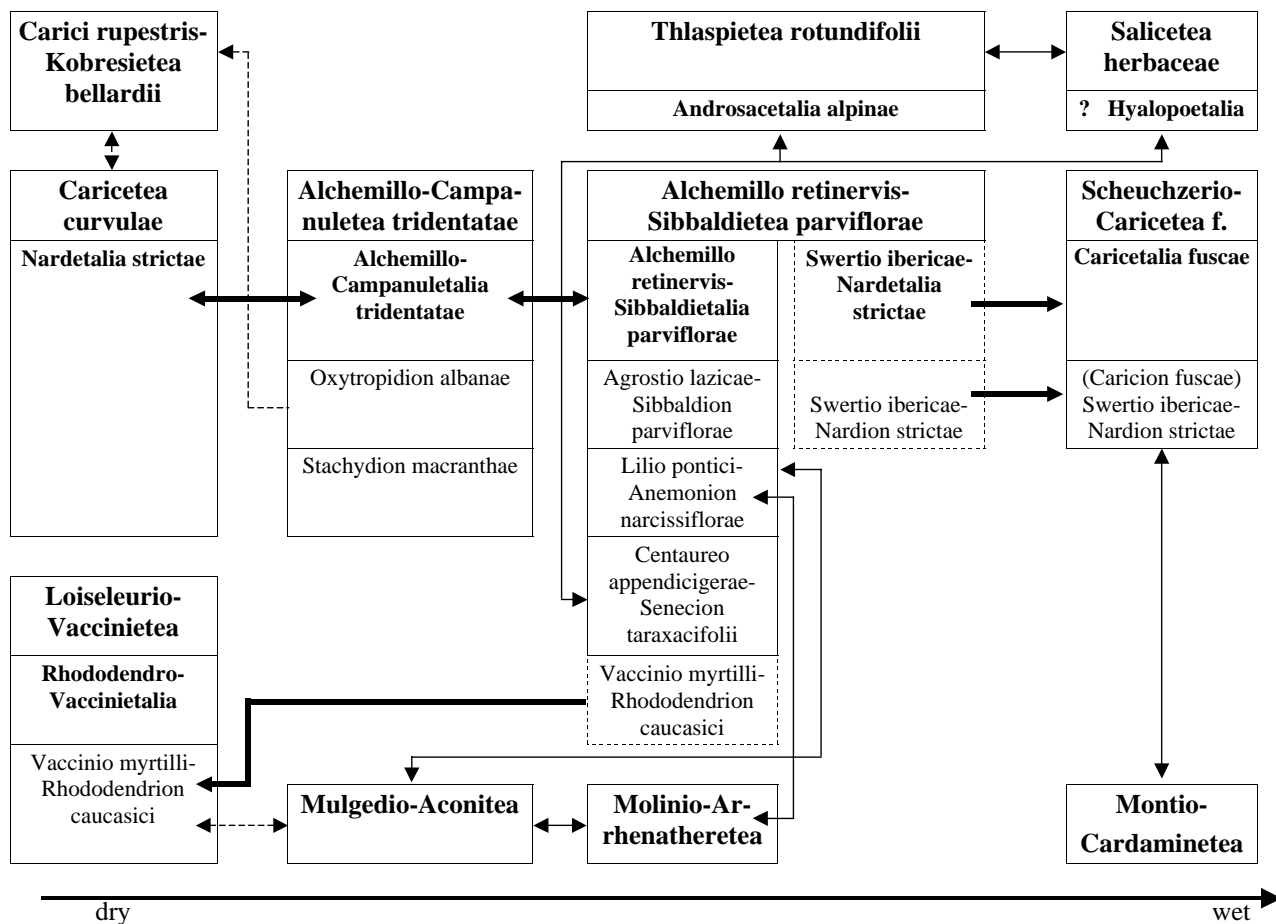 Carici rupestris-
Kobresietea
bellardii
Thlaspietea rotundifolii
Androsacetalia alpinae
Salicetea
herbaceae
? Hyalopoetalia
Caricetea
curvulae
Nardetalia strictae
Alchemillo-Campa-
nuletea tridentatae
Alchemillo-
Campanuletalia
tridentatae
Oxytropidion albanae
Stachydion macranthae
Alchemillo retinervis-
Sibbaldietea parviflorae
Alchemillo
retinervis-
Sibbaldietalia
parviflorae
Swertio ibericae-
Nardetalia
strictae
Agrostio lazicae-
Sibbaldion
parviflorae
Swertio ibericae-
Nardion strictae
Lilio pontici-
Anemonion
narcissiflorae
Centaureo
appendicigerae-
Senecion
taraxacifolii
Vaccinio myrtilli-
Rhododendrion
caucasici
Scheuchzerio-
Caricetea f.
Caricetalia fuscae
(Caricion fuscae)
Swertio ibericae-
Nardion strictae
Loiseleurio-
Vaccinietea
Rhododendro-
Vaccinietalia
Vaccinio myrtilli-
Rhododendrion
caucasici
Mulgedio-Aconitea
Molinio-Ar-
rhenatheretea
Montio-
Cardaminetea
dry
wet